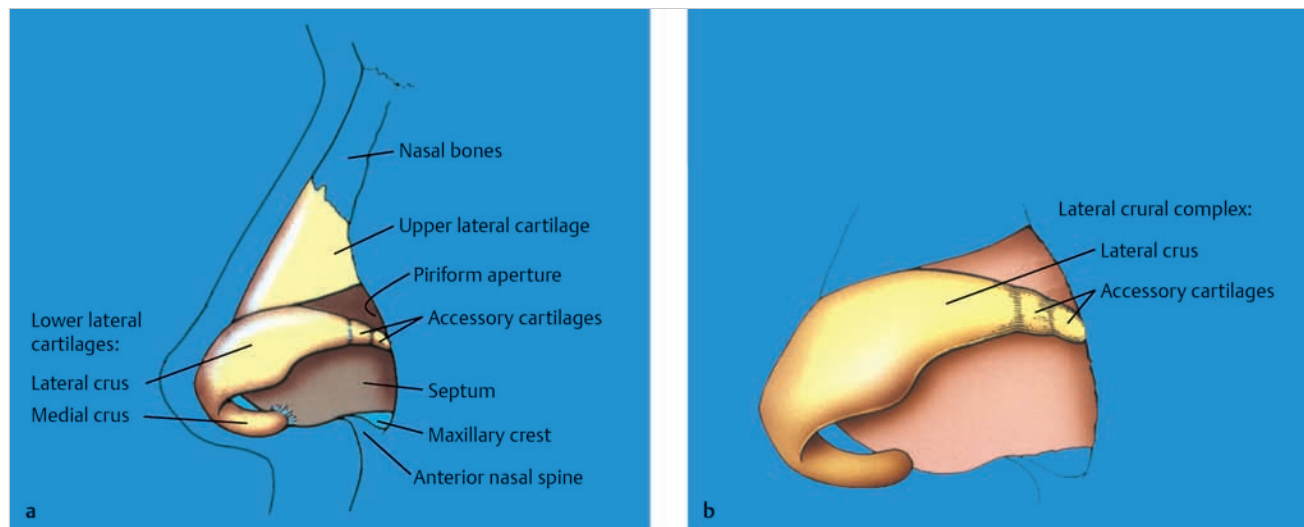 Nasal bones
Upper lateral cartilage
Piriform aperture
Lower lateral
cartilages:
Accessory cartilages
Lateral crus
Septum
Medial crus
Maxillary crest
Anterior nasal spine
a
Lateral crural complex:
Lateral crus
Accessory cartilages
b